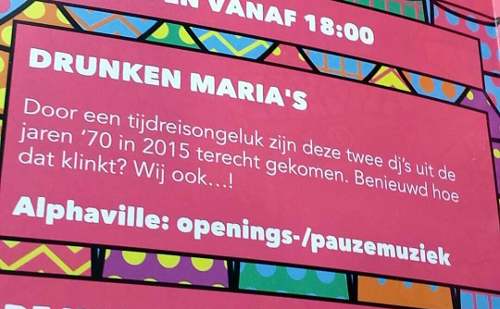 VANAF 18:00
DRUNKEN MARIA'S
Door een tijdreisongeluk zijn deze twee dj's uit de
jaren '70 in 2015 terecht gekomen. Benieuwd hoe
dat klinkt? Wij ook...!
Alphaville: openings-/pauzemuziek